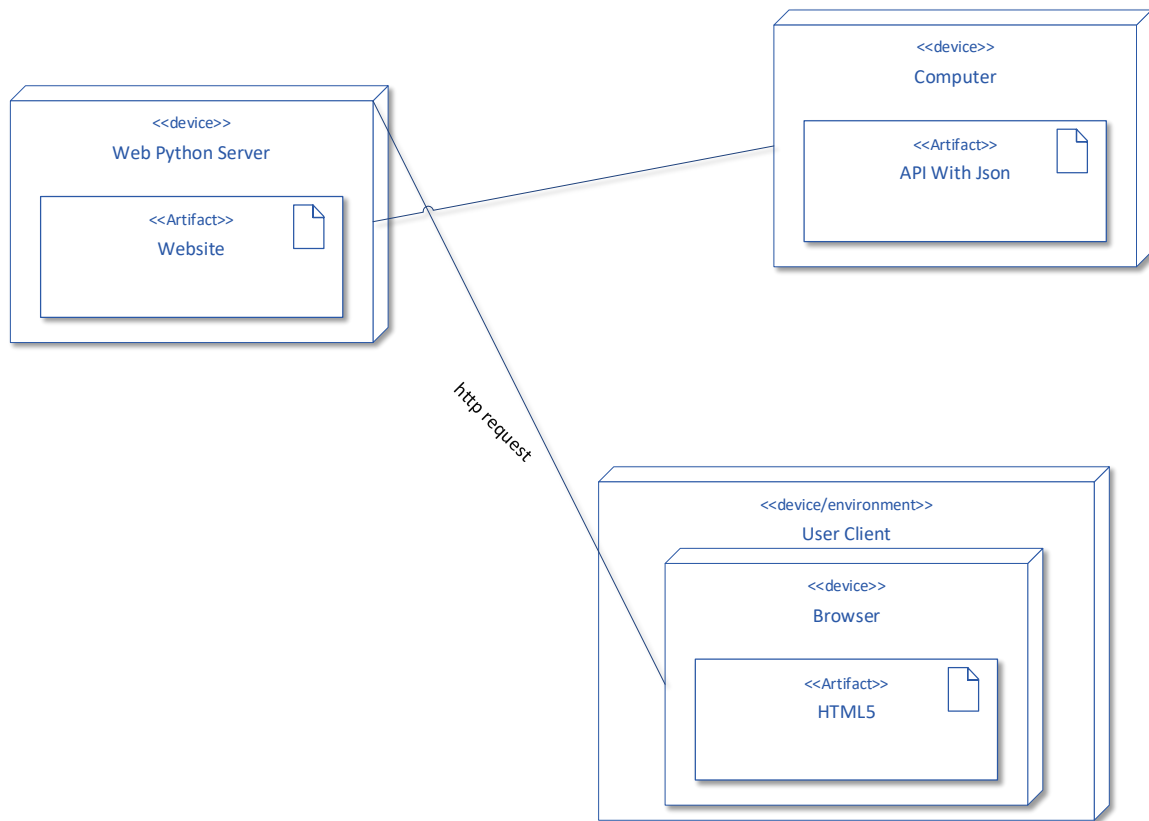 <<device>>
Web Python Server
<<Artifact>>
Website
<<device>>
Computer
<<Artifact>>
API With Json
http request
<<device/environment>>
User Client
<<device>>
Browser
<<Artifact>>
HTML5